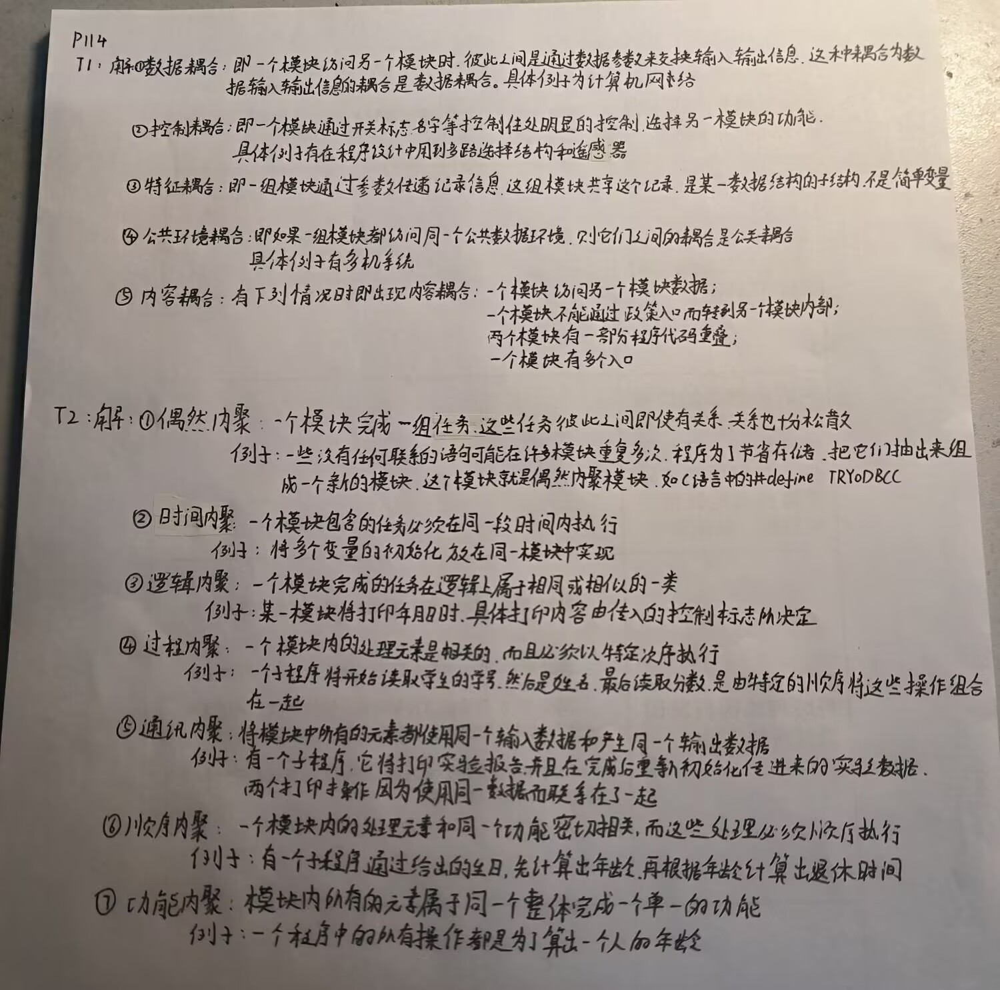 P114
T1：解①数据耦合：即一个模块访问另一个模块时．彼此之间是通过数据参数来交换输入输出信息．这种耦合为数
据输入输出信息的耦合是数据耦合。具体例子为计算机网络
②控制耦合：即一个模块通过开关标志．名字等控制住处明显的控制．选择另一模块的功能．
具体例子存在程序设计中用到多路选择结构和遥感器
③特征耦合：即一组模块通过参数传递记录信息．这组模块共享这个记录．是某一数据结构的子结构．不是简单变量
④公共环境耦合：即如果一组模块都访问同一个公共数据环境．则它们之间的耦合是公共耦合
具体例子有多机系统
⑤内容耦合：有下列情况时即出现内容耦合：一个模块访问另一个模块数据；
一个模块不能通过政策入口而转到另一个模块内部；
两个模块有一部分程序代码重叠；
一个模块有多个入口
T2：解：①偶然内聚：一个模块完成一组任务．这些任务彼此之间即使有关系．关系也十分松散
例子：一些没有任何联系的语句可能在许多模块重复多次．程序为了节省存储．把它们抽出来组
成一个新的模块．这个模块就是偶然内聚模块．如C语言中的#define TRYODBCC
②时间内聚：一个模块包含的任务必须在同一段时间内执行
例子：将多个变量的初始化放在同一模块中实现
③逻辑内聚：一个模块完成的任务在逻辑上属于相同或相似的一类
例子：某一模块将打印年月日时．具体打印内容由传入的控制标志所决定
④过程内聚：一个模块内的处理元素是相关的．而且必须以特定次序执行
例子：一个子程序将开始读取学生的学号．然后是姓名．最后读取分数．是由特定的顺序将这些操作组合
在一起
⑤通讯内聚：将模块中所有的元素都使用同一个输入数据和产生同一个输出数据
例子：有一个子程序．它将打印实验报告．并且在完成后重新初始化传进来的实验数据．
两个打印操作因为使用同一数据而联系在了一起
⑥顺序内聚：一个模块内的处理元素和同一个功能密切相关，而这些处理必须顺序执行
例子：有一个子程序通过给出的生日，先计算出年龄．再根据年龄计算出退休时间
⑦功能内聚：模块内所有的元素属于同一个整体完成一个单一的功能
例子：一个程序中的所有操作都是为了算出一个人的年龄